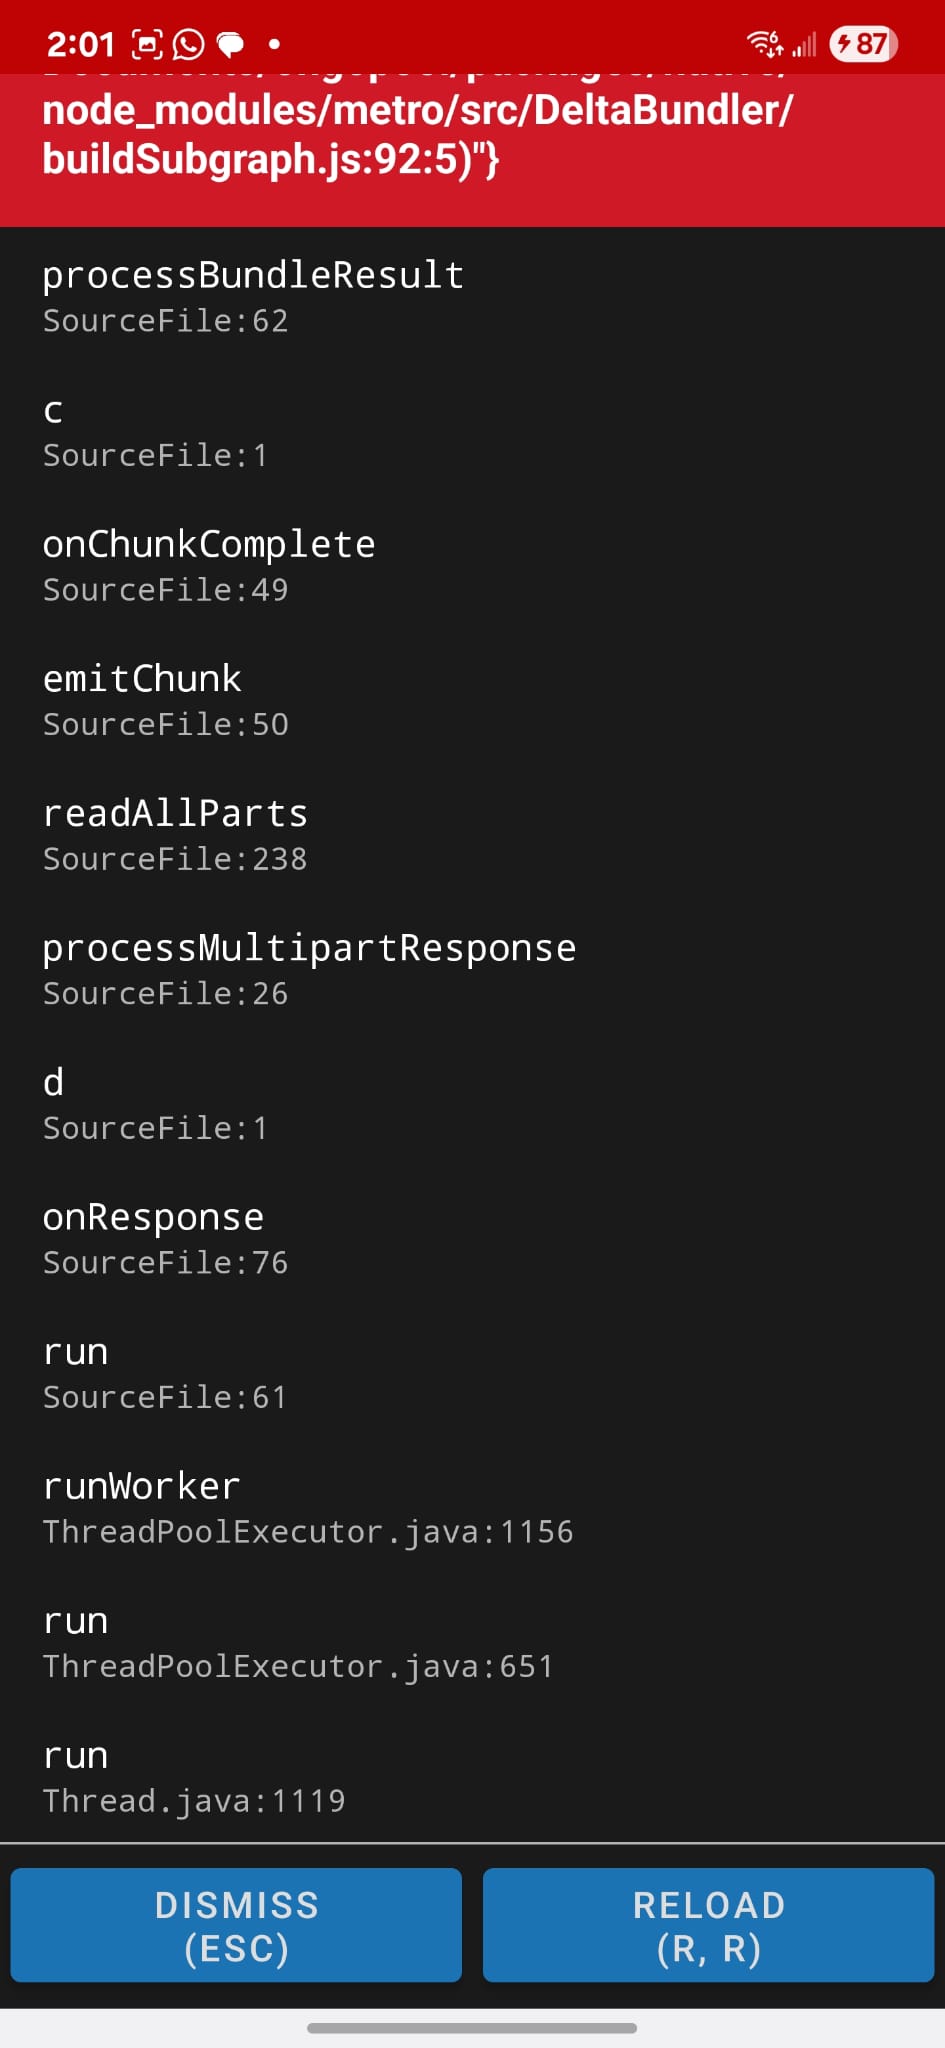 2:01
6
87
node_modules/metro/src/DeltaBundler/
buildSubgraph.js:92:5)"}
processBundleResult
SourceFile:62
c
SourceFile:1
onChunkComplete
SourceFile:49
emitChunk
SourceFile:50
readAllParts
SourceFile:238
processMultipartResponse
SourceFile:26
d
SourceFile:1
onResponse
SourceFile:76
run
SourceFile:61
runWorker
ThreadPoolExecutor.java:1156
run
ThreadPoolExecutor.java:651
run
Thread.java:1119
DISMISS
(ESC)
RELOAD
(R, R)